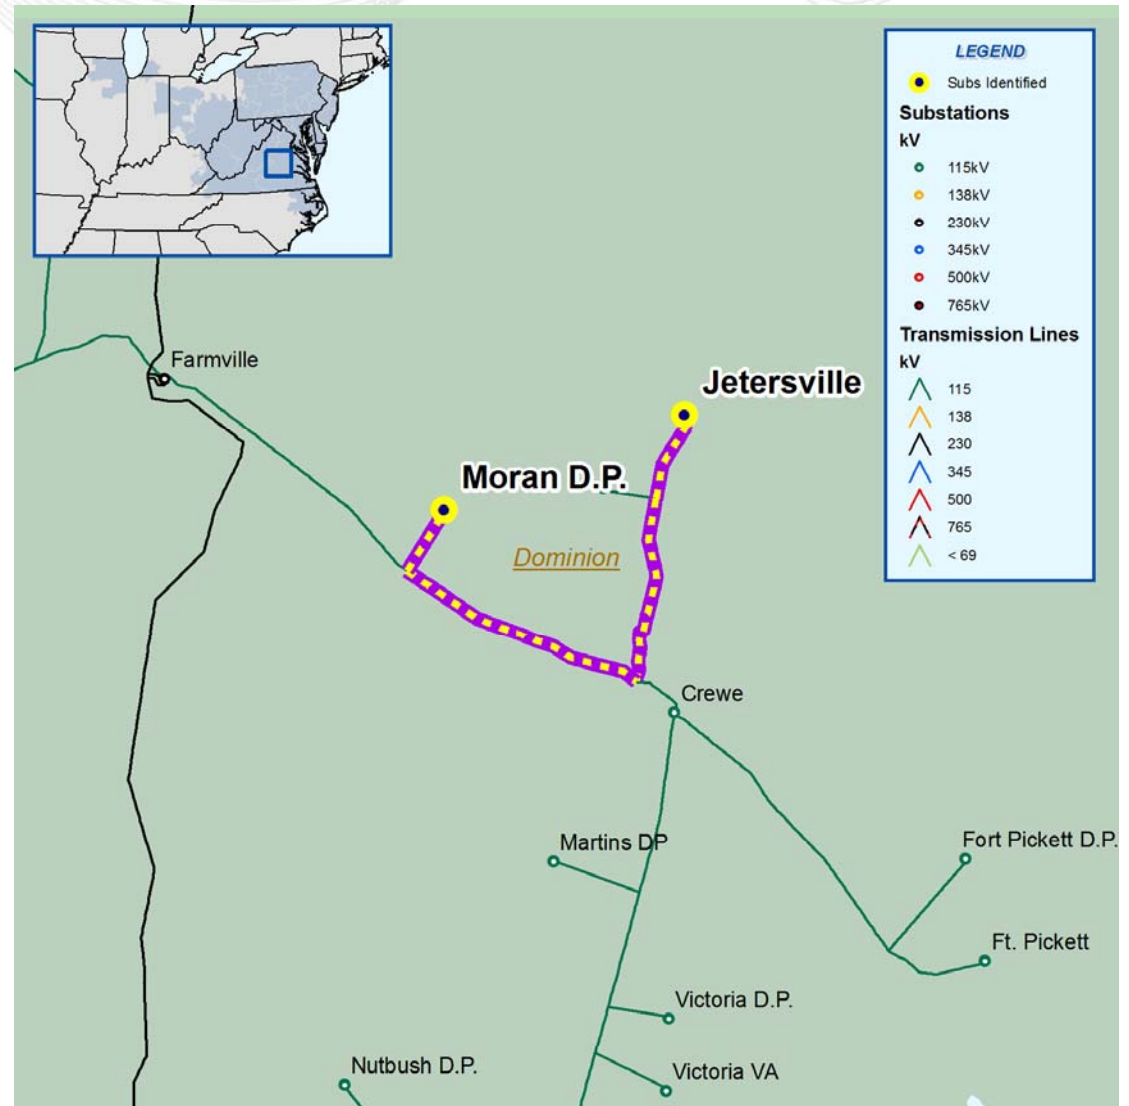 LEGEND
Subs Identified
Substations
kV
115kV
138kV
230kV
345kV
500kV
765kV
Transmission Lines
kV
115
138
230
345
500
765
< 69
Farmville
Jetersville
Moran D.P.
Dominion
Crewe
Martins DP
Fort Pickett D.P.
Ft. Pickett
Victoria D.P.
Nutbush D.P.
Victoria VA